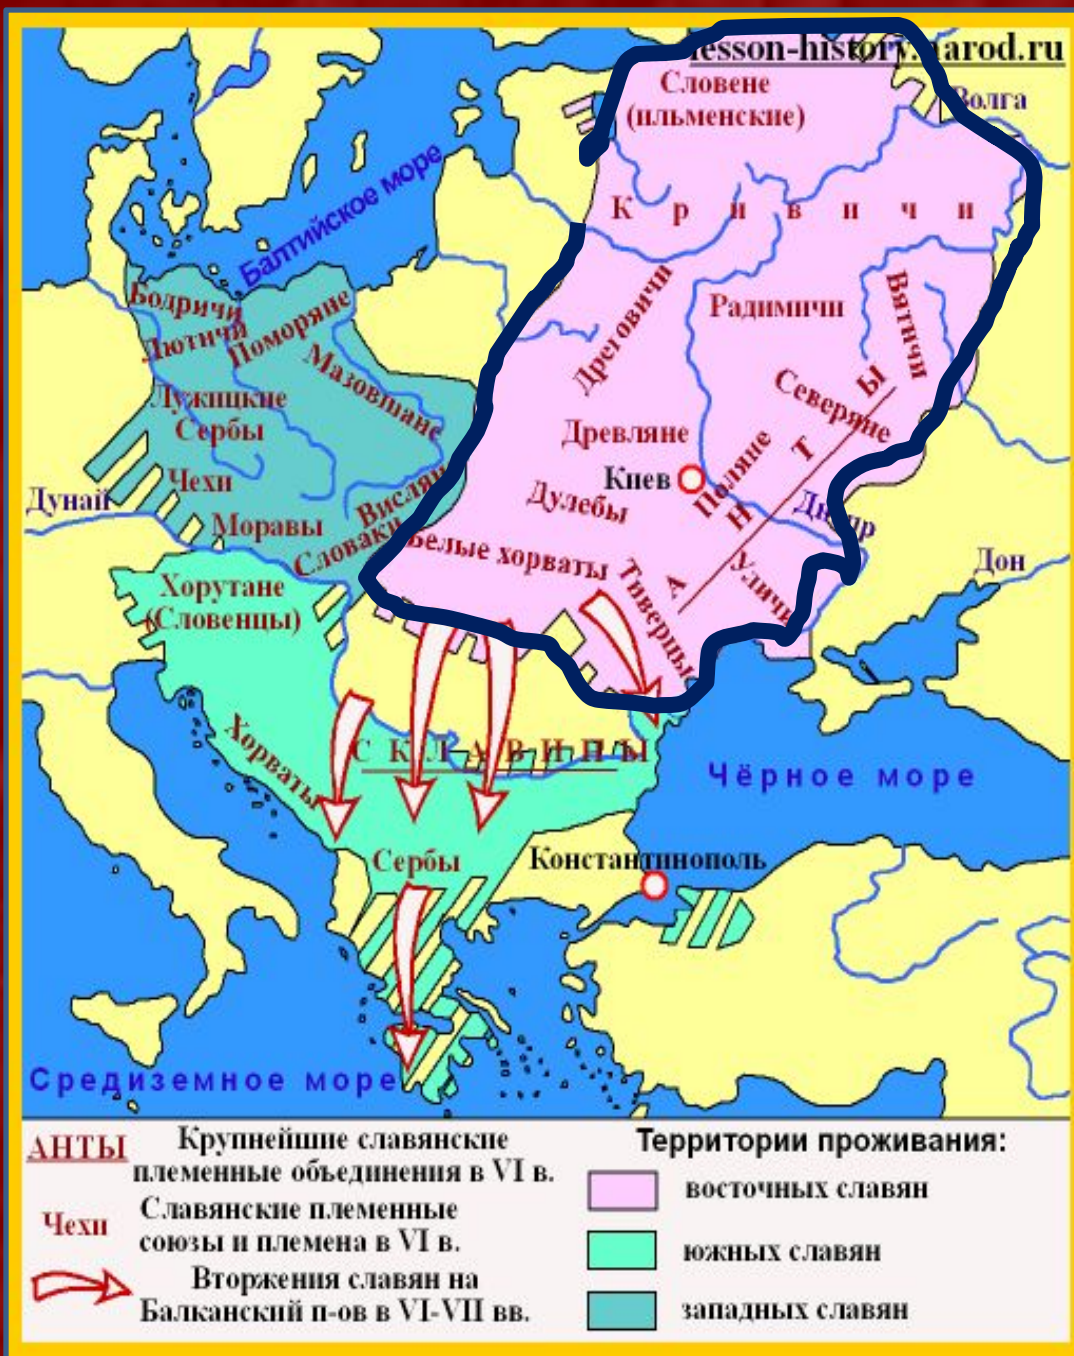 lesson-history.narod.ru
Словене
(ильменские)
Волга
Балтийское море
Кривичи
Бодричи
Лютичи
Поморяне
Мазовшане
Дреговичи
Радимичи
Вятичи
Лужицкие
Сербы
Северяне
Древляне
Киев
Поляне
АНТЫ
Дулебы
Днепр
Чехи
Дунай
Моравы
Висляне
Словаки
Белые хорваты
Тиверцы
Уличи
Дон
Хорутане
(Словенцы)
Хорваты
СКЛАВИНЫ
Чёрное море
Сербы
Константинополь
Средиземное море
АНТЫ
Крупнейшие славянские
племенные объединения в VI в.
Чехи
Славянские племенные
союзы и племена в VI в.
Вторжения славян на
Балканский п-ов в VI-VII вв.
Территории проживания:
восточных славян
южных славян
западных славян